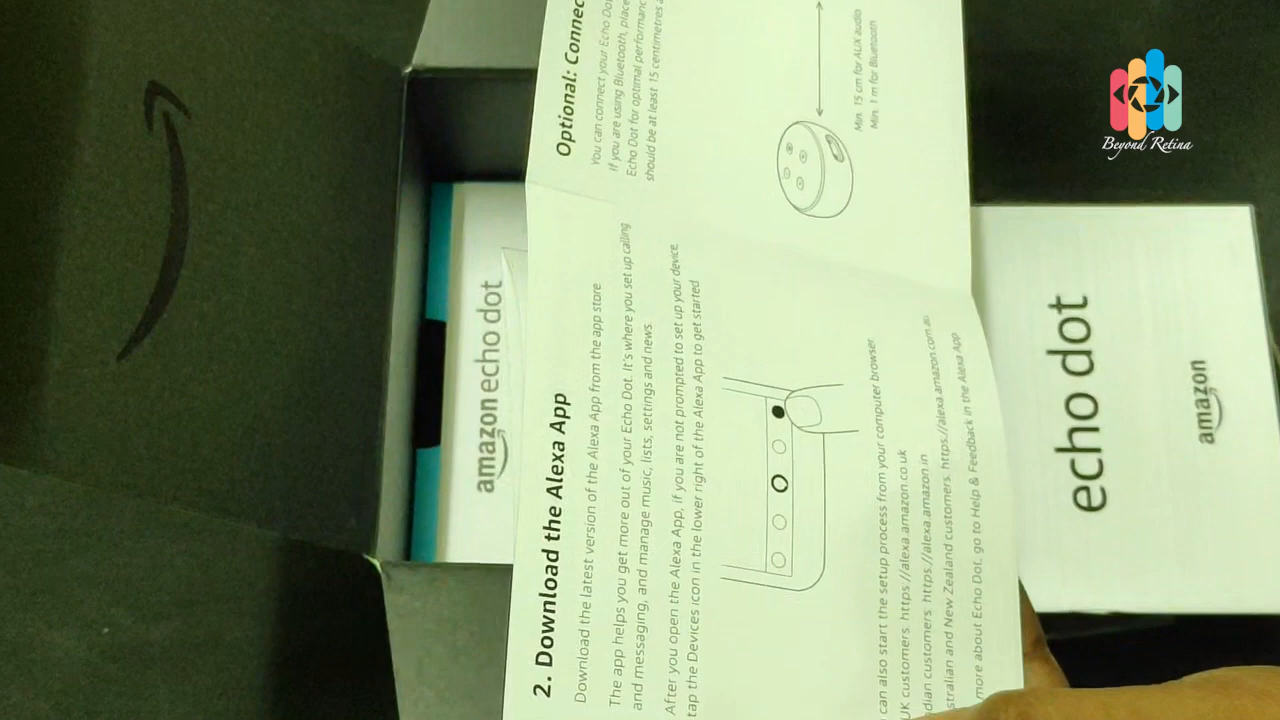 Optional: Connec
You can connect your Echo Dot
If you are using Bluetooth, place
Echo Dot for optimal performanc
should be at least 15 centimetres a
Min. 15 cm for AUX audio
Min. 1 m for Bluetooth
2. Download the Alexa App
Download the latest version of the Alexa App from the app store
The app helps you get more out of your Echo Dot. It's where you set up calling
and messaging, and manage music, lists, settings and news
After you open the Alexa App, if you are not prompted to set up your device
tap the Devices icon in the lower right of the Alexa App to get started
can also start the setup process from your computer browser
UK customers: https://alexa.amazon.co.uk
ndian customers: https://alexa.amazon.in
stralian and New Zealand customers: https://alexa.amazon.com.au
more about Echo Dot, go to Help & Feedback in the Alexa App
amazon echo dot
echo dot
amazon
Beyond Retina